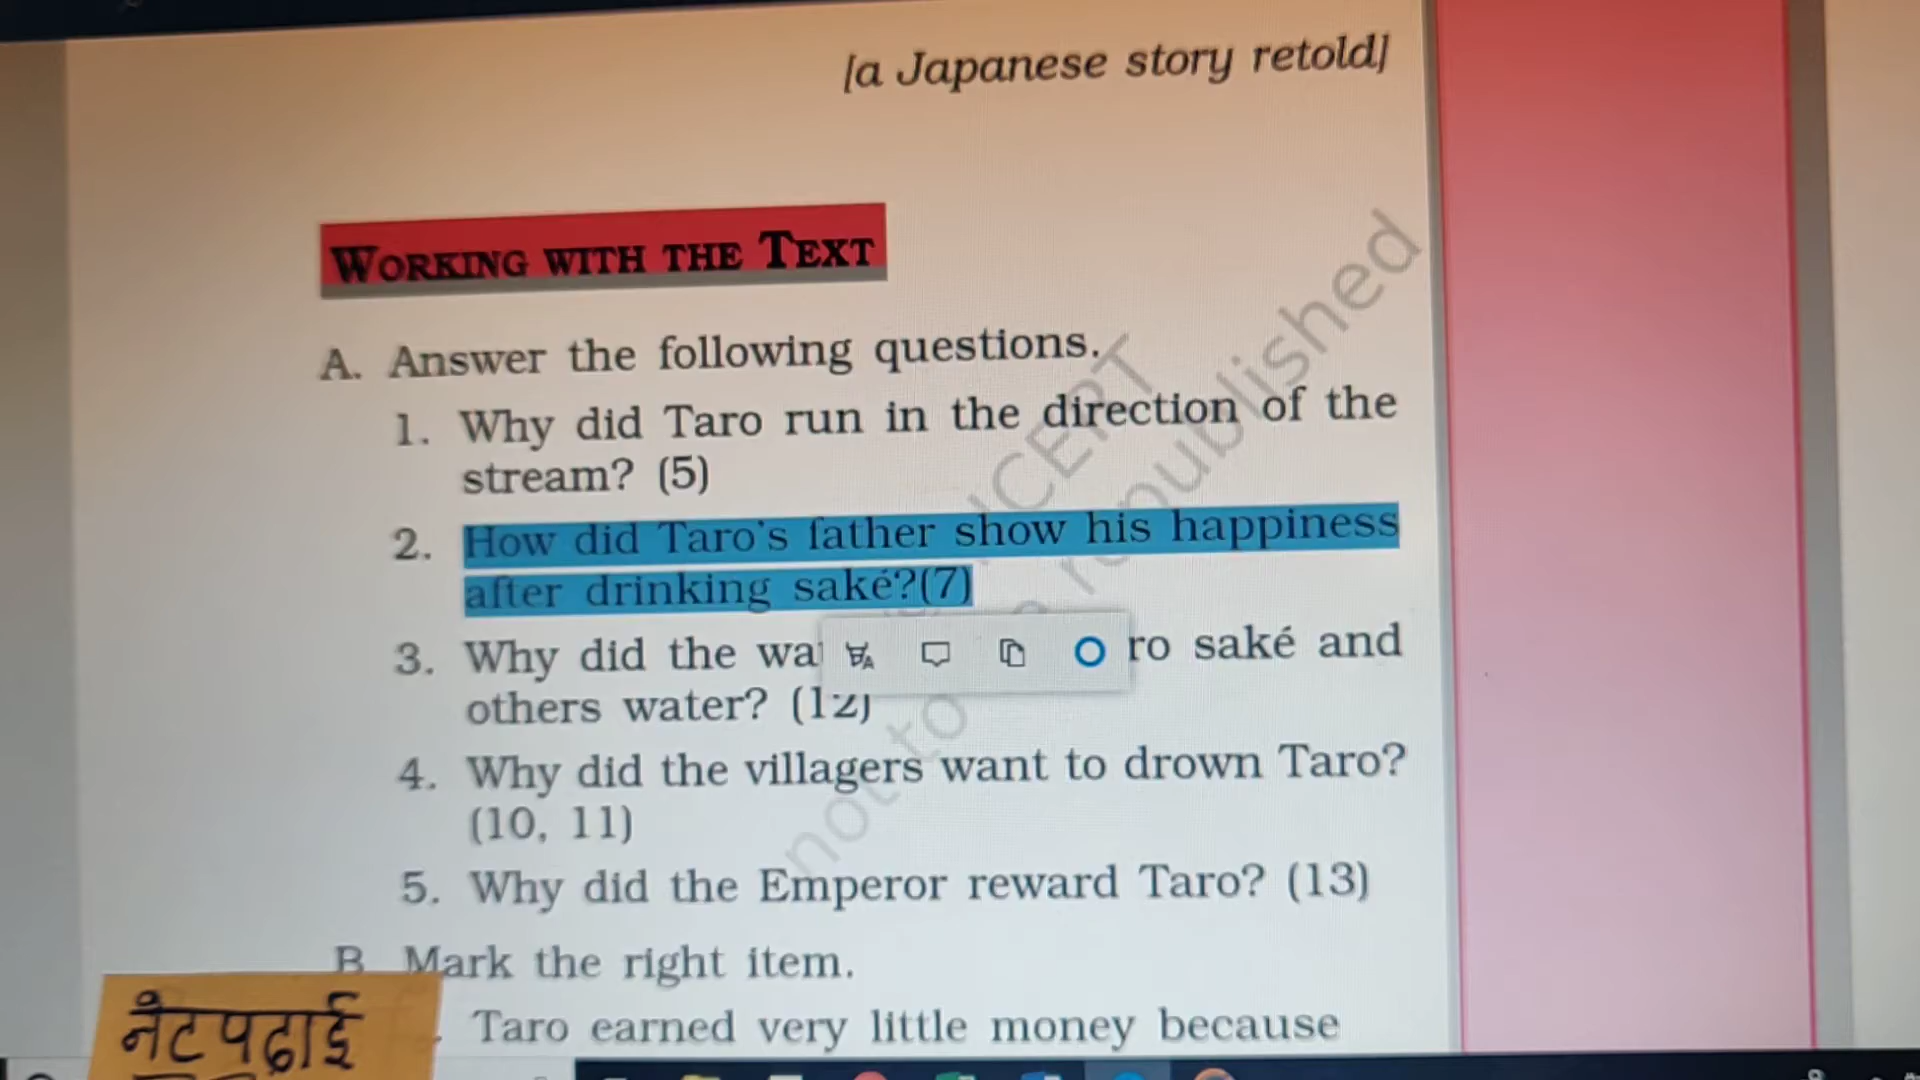 [a Japanese story retold]
WORKING WITH THE TEXT
A. Answer the following questions.
1. Why did Taro run in the direction of the
stream? (5)
2. How did Taro's father show his happiness
after drinking saké?(7)
3. Why did the wa ro saké and
others water? (12)
4. Why did the villagers want to drown Taro?
(10, 11)
5. Why did the Emperor reward Taro? (13)
B Mark the right item.
Taro earned very little money because
नेटपढाई
not to republished
NCERT